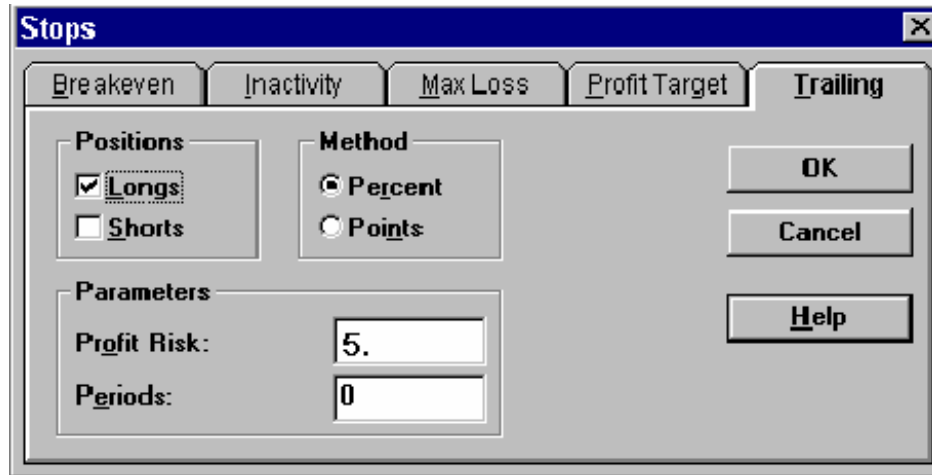 Stops
Breakeven Inactivity Max Loss Profit Target Trailing
Positions
Longs
Shorts
Method
Percent
Points
Parameters
Profit Risk: 5.
Periods: 0
OK
Cancel
Help